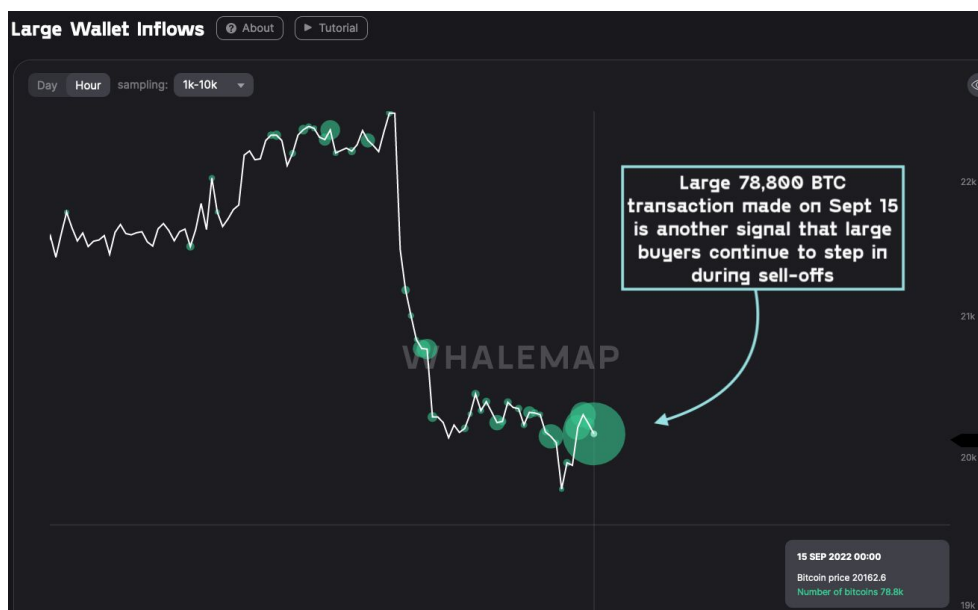 Large Wallet Inflows
About
Tutorial
Day
Hour
sampling:
1k-10k
Large 78,800 BTC
transaction made on Sept 15
is another signal that large
buyers continue to step in
during sell-offs
22k
21k
WHALEMAP
20k
15 SEP 2022 00:00
Bitcoin price 20162.6
Number of bitcoins 78.8k
19k